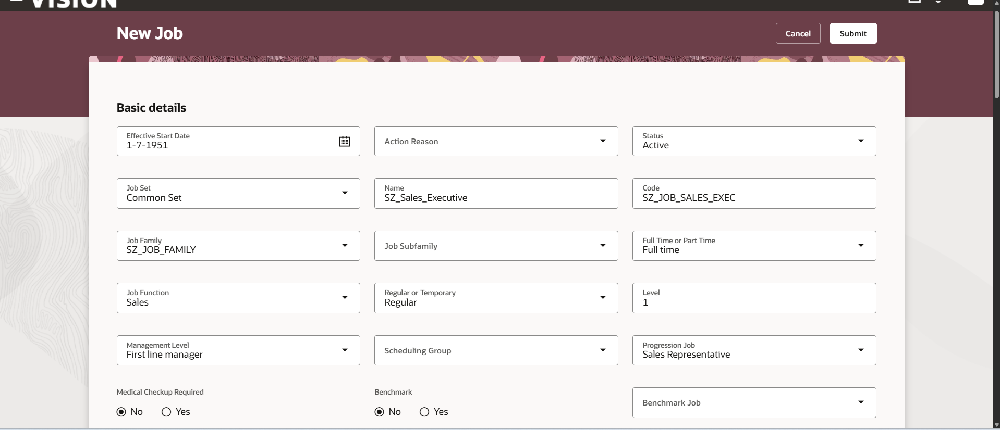 VISION
New Job
Cancel
Submit
Basic details
Effective Start Date
1-7-1951
Action Reason
Status
Active
Job Set
Common Set
Name
SZ_Sales_Executive
Code
SZ_JOB_SALES_EXEC
Job Family
SZ_JOB_FAMILY
Job Subfamily
Full Time or Part Time
Full time
Job Function
Sales
Regular or Temporary
Regular
Level
1
Management Level
First line manager
Scheduling Group
Progression Job
Sales Representative
Medical Checkup Required
No
Yes
Benchmark
No
Yes
Benchmark Job